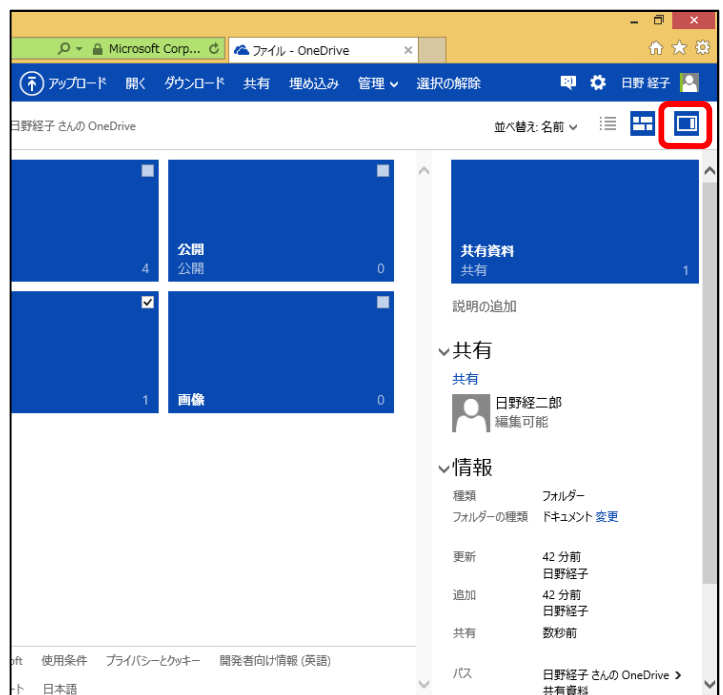 Microsoft Corp...
ファイル - OneDrive
アップロード 開く ダウンロード 共有 埋め込み 管理 選択の解除 日野 経子
日野経子 さんの OneDrive
並べ替え: 名前
4
公開
公開 0
共有資料
共有 1
1
画像 0
説明の追加
共有
共有
日野経二郎
編集可能
情報
種類 フォルダー
フォルダーの種類 ドキュメント 変更
更新 42 分前
日野経子
追加 42 分前
日野経子
共有 数秒前
パス 日野経子 さんの OneDrive >
共有資料
oft 使用条件 プライバシーとクッキー 開発者向け情報 (英語)
ート 日本語